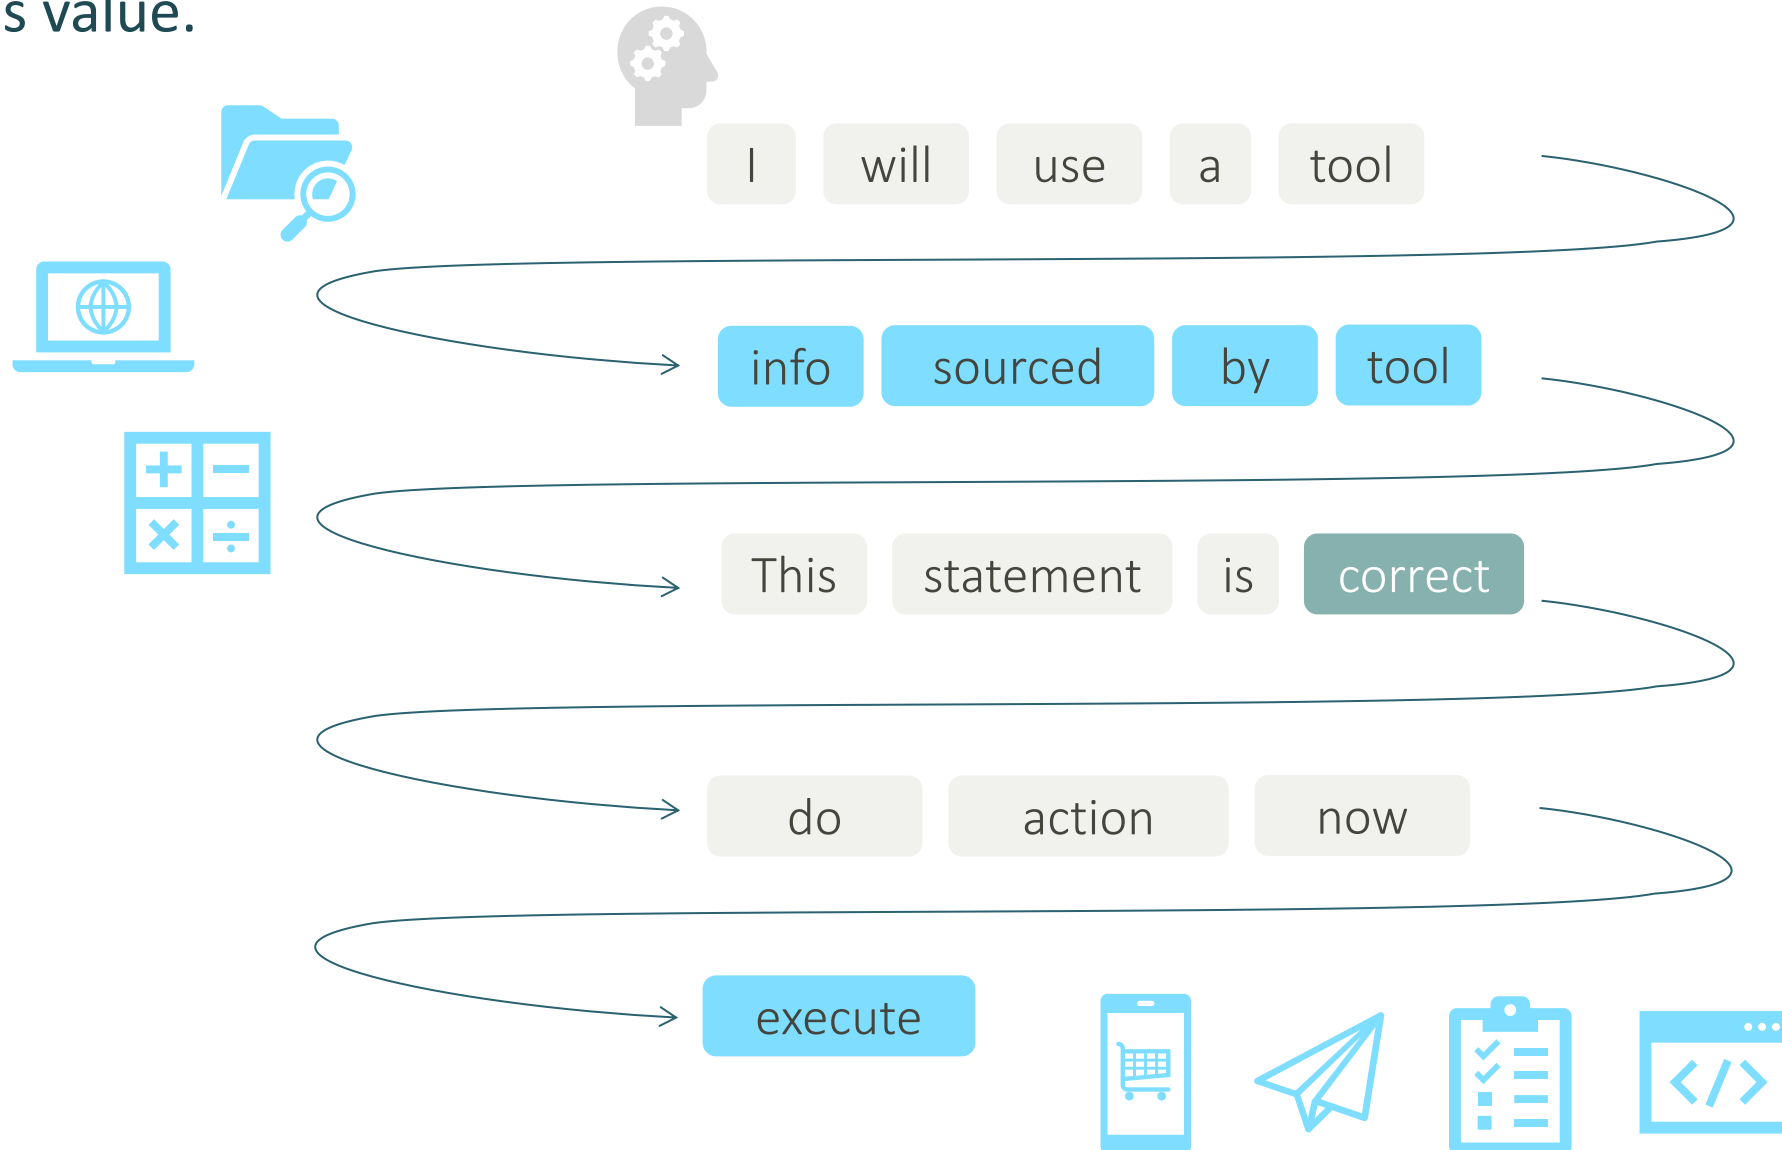 s value.
I will use a tool
info sourced by tool
This statement is correct
do action now
execute